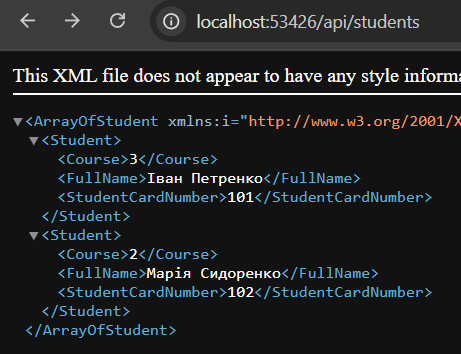 localhost:53426/api/students
This XML file does not appear to have any style informa
<ArrayOfStudent xmlns:i="http://www.w3.org/2001/X
<Student>
<Course>3</Course>
<FullName>Іван Петренко</FullName>
<StudentCardNumber>101</StudentCardNumber>
</Student>
<Student>
<Course>2</Course>
<FullName>Марія Сидоренко</FullName>
<StudentCardNumber>102</StudentCardNumber>
</Student>
</ArrayOfStudent>